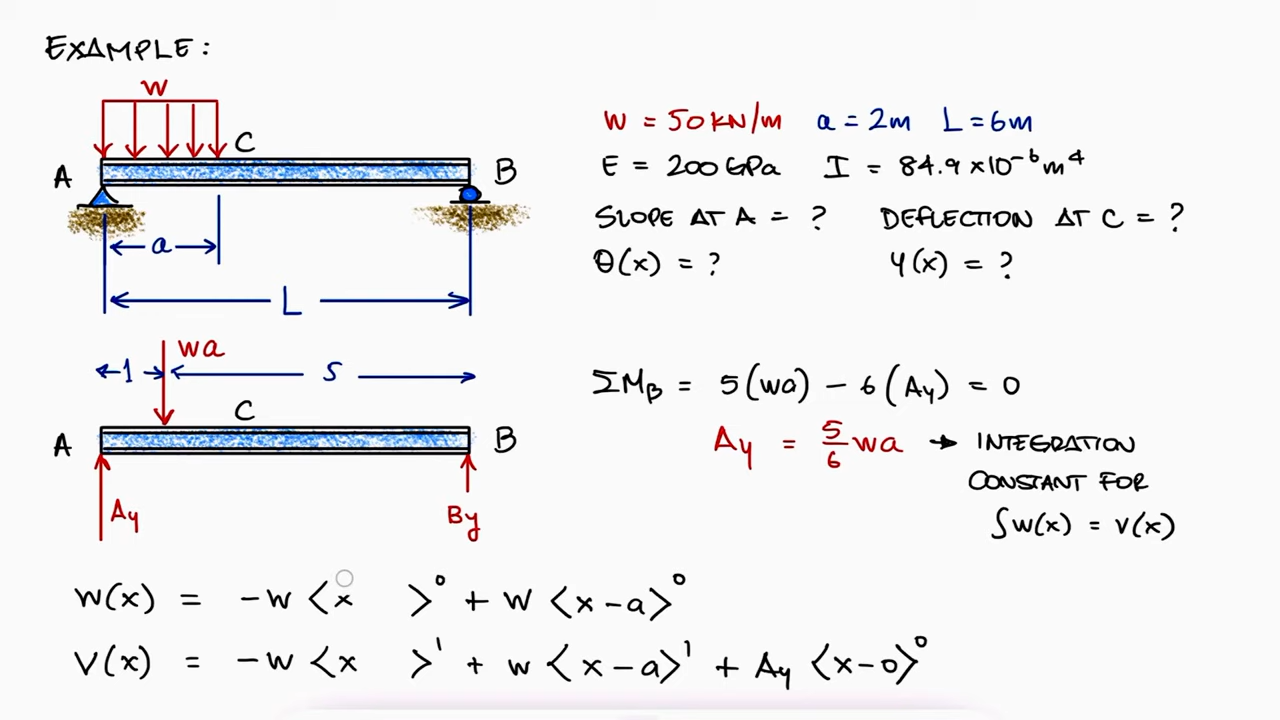 EXAMPLE:
w
C
A
B
a
L
w = 50 kN/m a = 2m L = 6m
E = 200 GPa I = 84.9 × 10⁻⁶ m⁴
SLOPE AT A = ? DEFLECTION AT C = ?
θ(x) = ? y(x) = ?
wa
1
5
C
A
B
Ay
By
ΣM_B = 5(wa) − 6(Ay) = 0
Ay = 5/6 wa → INTEGRATION
CONSTANT FOR
∫w(x) = V(x)
w(x) = −w⟨x ⟩⁰ + w⟨x−a⟩⁰
V(x) = −w⟨x ⟩¹ + w⟨x−a⟩¹ + Ay⟨x−0⟩⁰